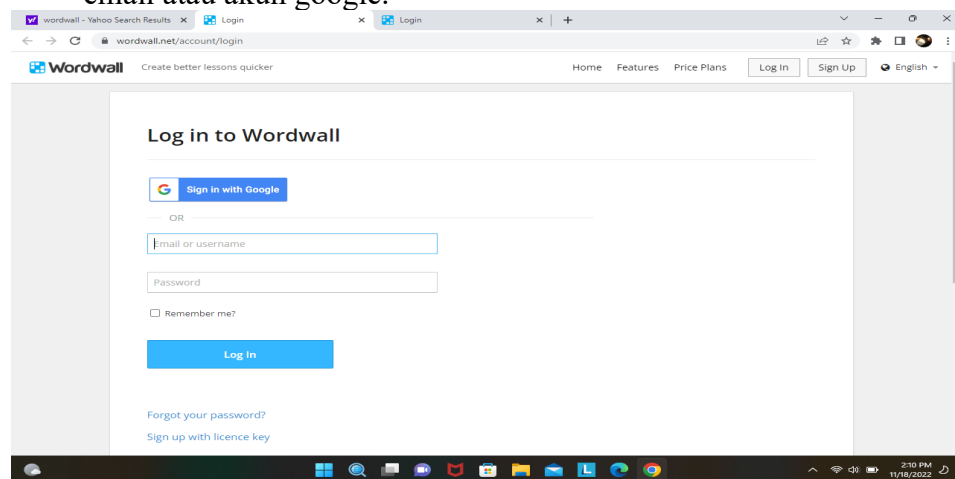 email atau akun google.
wordwall - Yahoo Search Results
Login
Login
wordwall.net/account/login
Wordwall
Create better lessons quicker
Home Features Price Plans Log In Sign Up English
Log in to Wordwall
Sign in with Google
OR
Email or username
Password
Remember me?
Log In
Forgot your password?
Sign up with licence key
2:10 PM
11/18/2022